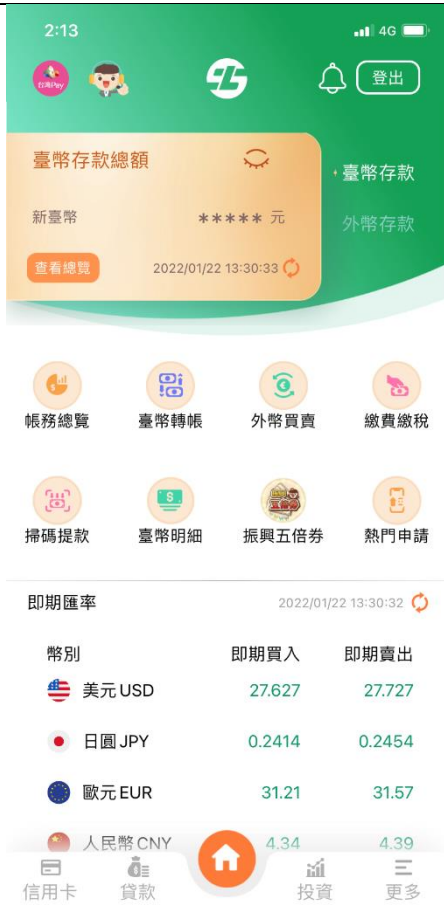 2:13 4G
台灣Pay 登出
臺幣存款總額
臺幣存款
新臺幣 ***** 元
外幣存款
查看總覽 2022/01/22 13:30:33
帳務總覽 臺幣轉帳 外幣買賣 繳費繳稅
振興
五倍券
掃碼提款 臺幣明細 振興五倍券 熱門申請
即期匯率 2022/01/22 13:30:32
幣別 即期買入 即期賣出
美元 USD 27.627 27.727
日圓 JPY 0.2414 0.2454
歐元 EUR 31.21 31.57
人民幣 CNY 4.34 4.39
信用卡 貸款 投資 更多